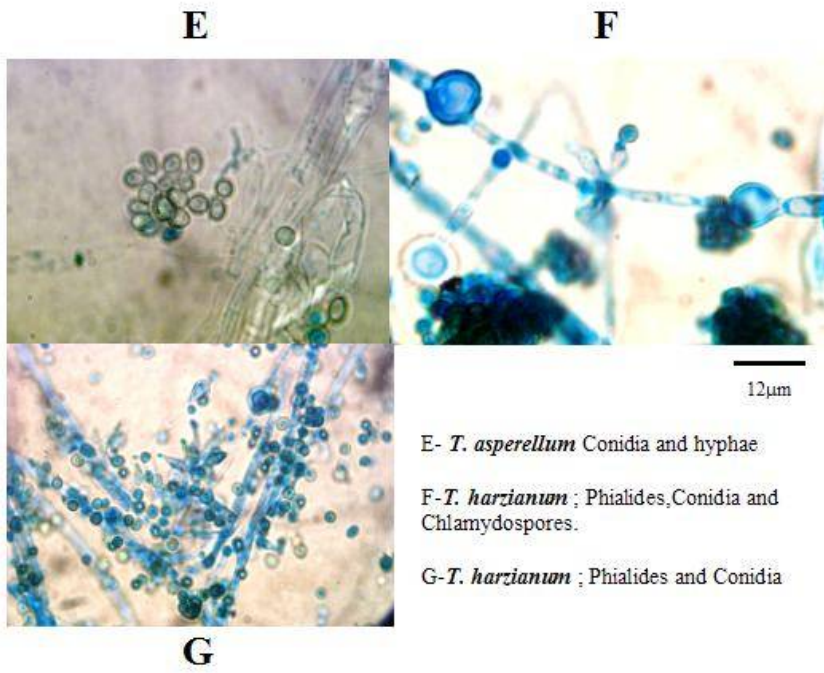 E
F
12µm
E- T. asperellum Conidia and hyphae
F-T. harzianum ; Phialides,Conidia and
Chlamydospores.
G-T. harzianum ; Phialides and Conidia
G